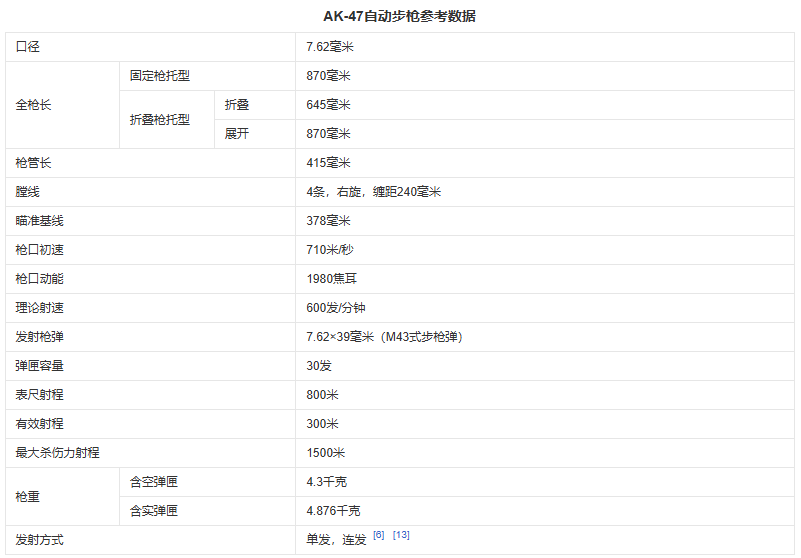 AK-47自动步枪参考数据
口径 7.62毫米
全枪长 固定枪托型 870毫米
折叠枪托型 折叠 645毫米
展开 870毫米
枪管长 415毫米
膛线 4条，右旋，缠距240毫米
瞄准基线 378毫米
枪口初速 710米/秒
枪口动能 1980焦耳
理论射速 600发/分钟
发射枪弹 7.62×39毫米（M43式步枪弹）
弹匣容量 30发
表尺射程 800米
有效射程 300米
最大杀伤力射程 1500米
枪重 含空弹匣 4.3千克
含实弹匣 4.876千克
发射方式 单发，连发 [6] [13]